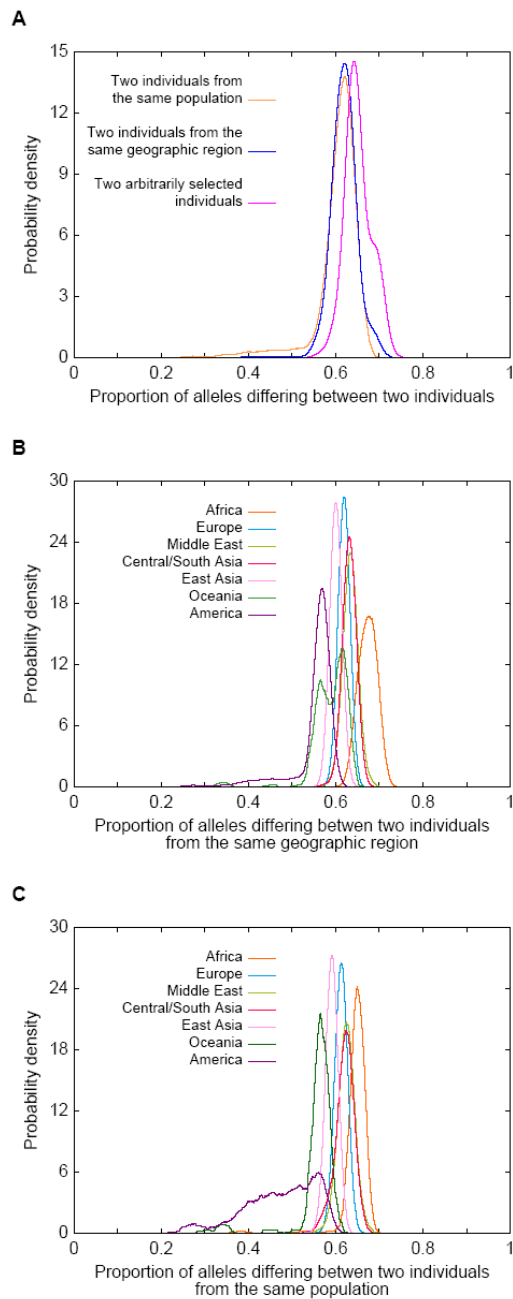 A
15
12
9
6
3
0
Probability density
Two individuals from
the same population
Two individuals from the
same geographic region
Two arbitrarily selected
individuals
0 0.2 0.4 0.6 0.8 1
Proportion of alleles differing between two individuals
B
30
24
18
12
6
0
Probability density
Africa
Europe
Middle East
Central/South Asia
East Asia
Oceania
America
0 0.2 0.4 0.6 0.8 1
Proportion of alleles differing betwen two individuals
from the same geographic region
C
30
24
18
12
6
0
Probability density
Africa
Europe
Middle East
Central/South Asia
East Asia
Oceania
America
0 0.2 0.4 0.6 0.8 1
Proportion of alleles differing betwen two individuals
from the same population